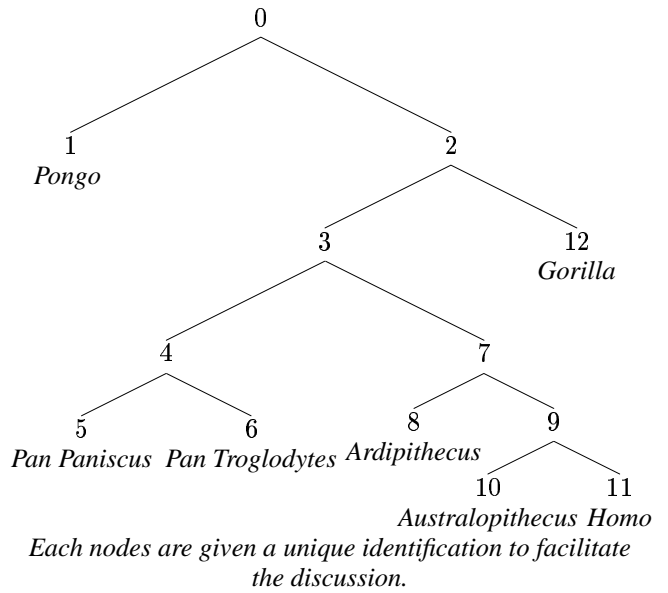 0
1
2
Pongo
3
12
Gorilla
4
7
5
6
8
9
Pan Paniscus Pan Troglodytes Ardipithecus
10
11
Australopithecus Homo
Each nodes are given a unique identification to facilitate
the discussion.